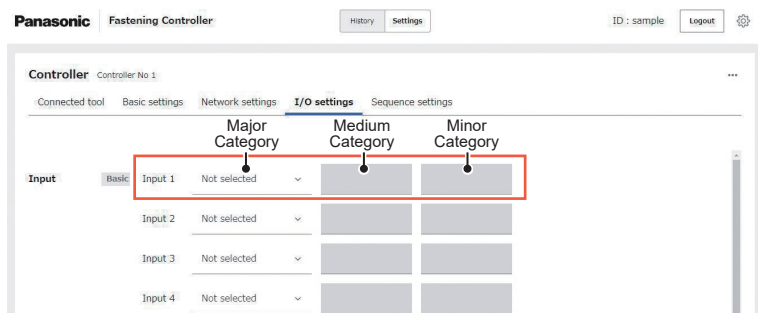 Panasonic Fastening Controller History Settings ID : sample Logout
Controller Controller No 1 ...
Connected tool Basic settings Network settings I/O settings Sequence settings
Major Category Medium Category Minor Category
Input Basic Input 1 Not selected
Input 2 Not selected
Input 3 Not selected
Input 4 Not selected